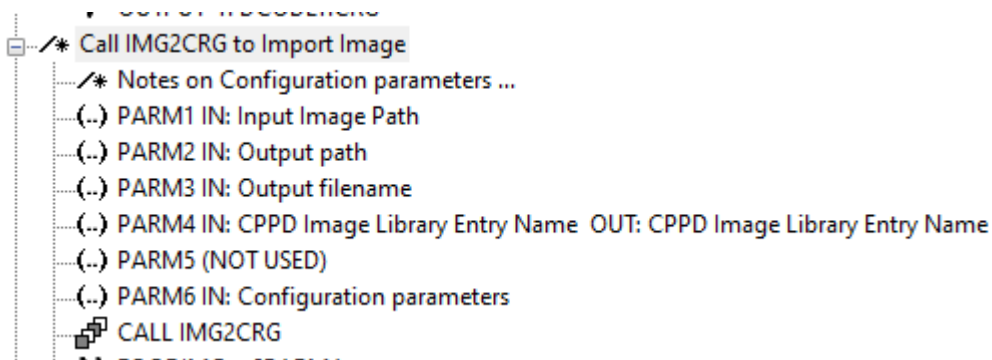 Call IMG2CRG to Import Image
Notes on Configuration parameters ...
(..) PARM1 IN: Input Image Path
(..) PARM2 IN: Output path
(..) PARM3 IN: Output filename
(..) PARM4 IN: CPPD Image Library Entry Name  OUT: CPPD Image Library Entry Name
(..) PARM5 (NOT USED)
(..) PARM6 IN: Configuration parameters
CALL IMG2CRG